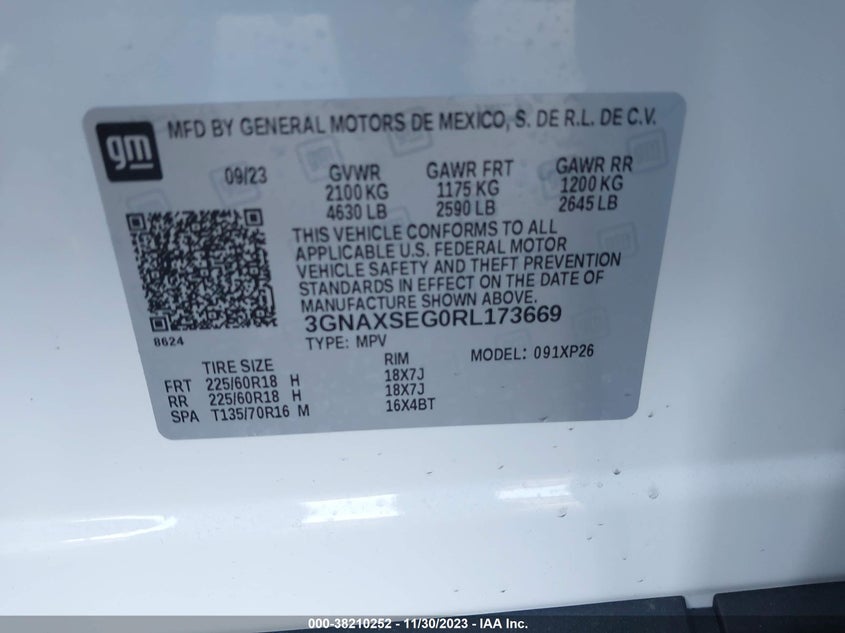 gm
MFD BY GENERAL MOTORS DE MEXICO, S. DE R.L. DE C.V.
09/23 GVWR GAWR FRT GAWR RR
2100 KG 1175 KG 1200 KG
4630 LB 2590 LB 2645 LB
THIS VEHICLE CONFORMS TO ALL
APPLICABLE U.S. FEDERAL MOTOR
VEHICLE SAFETY AND THEFT PREVENTION
STANDARDS IN EFFECT ON THE DATE OF
MANUFACTURE SHOWN ABOVE.
3GNAXSEG0RL173669
8624
TYPE: MPV MODEL: 091XP26
TIRE SIZE RIM
FRT 225/60R18 H 18X7J
RR 225/60R18 H 18X7J
SPA T135/70R16 M 16X4BT
000-38210252 - 11/30/2023 - IAA Inc.